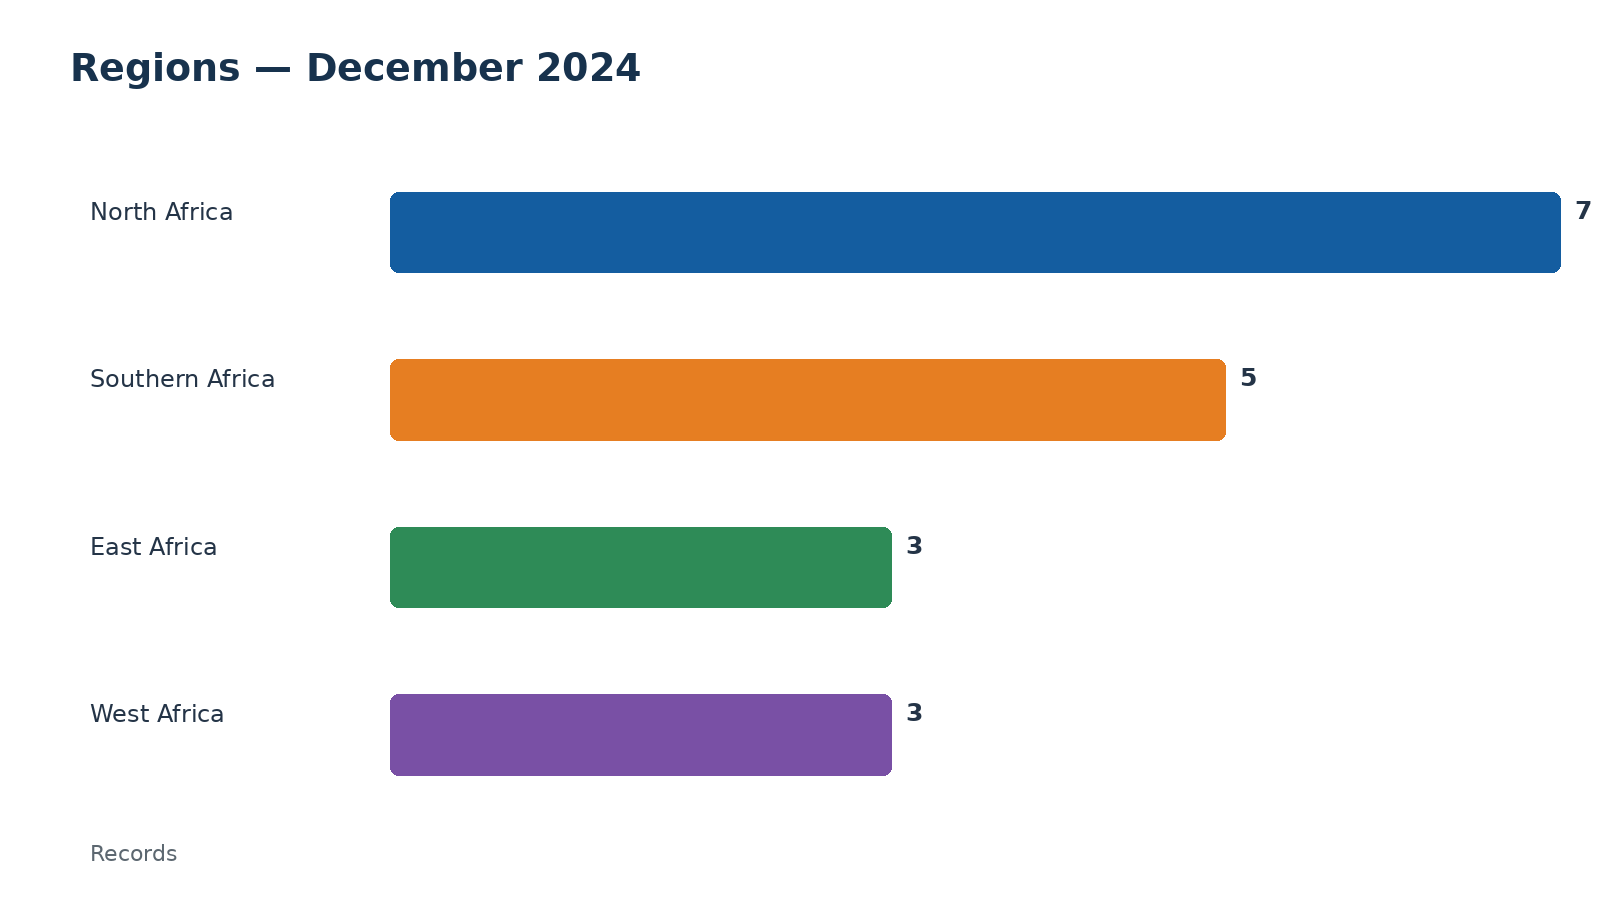 Regions — December 2024
North Africa 7
Southern Africa 5
East Africa 3
West Africa 3
Records